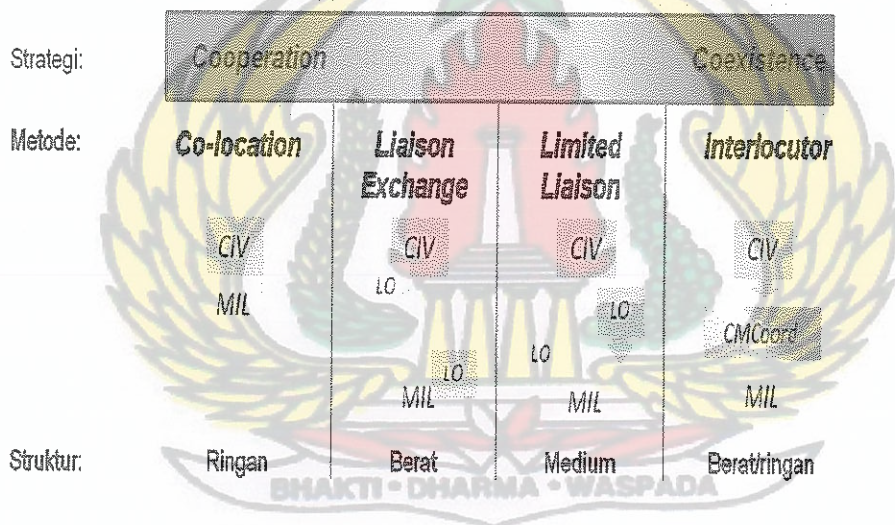 Strategi: Cooperation Coexistence
Metode: Co-location Liaison Exchange Limited Liaison Interlocutor
CIV CIV CIV CIV
MIL LO LO CMCoord
LO LO
MIL MIL MIL
Struktur: Ringan Berat Medium Berat/ringan
BHAKTI • DHARMA • WASPADA